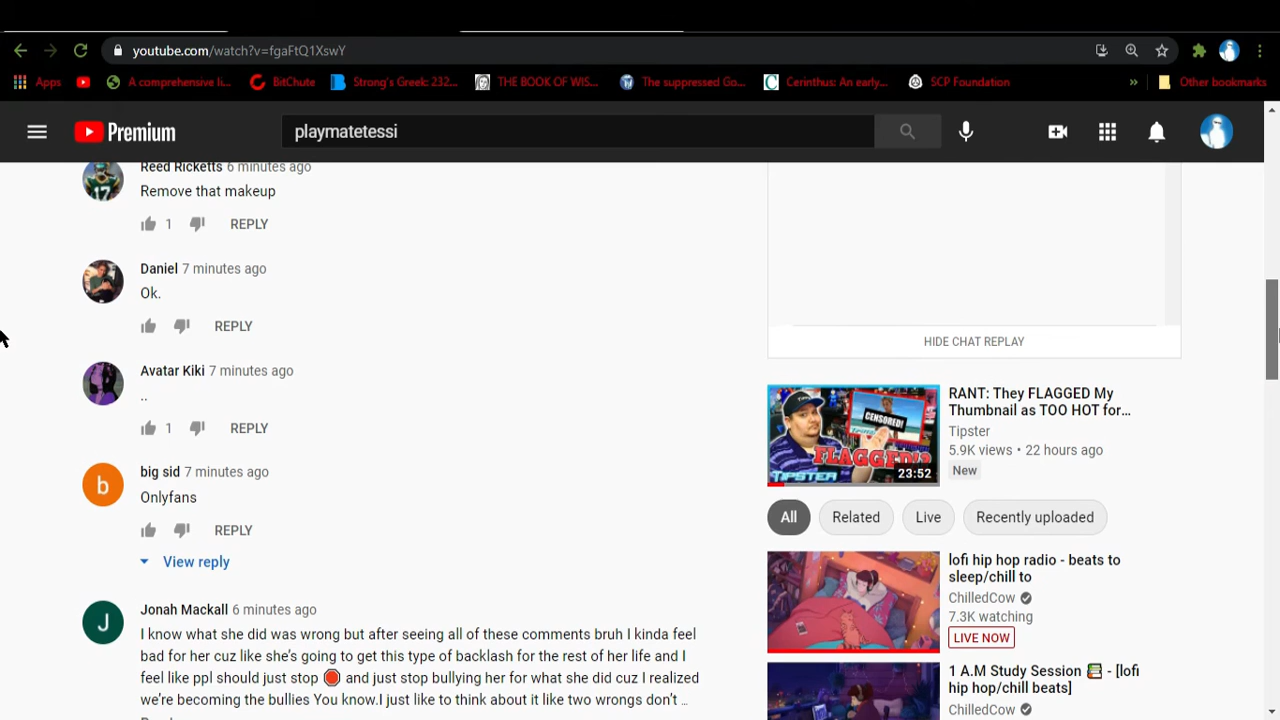 youtube.com/watch?v=fgaFtQ1XswY
Apps A comprehensive li... BitChute Strong's Greek: 232... THE BOOK OF WIS... The suppressed Go... Cerinthus: An early... SCP Foundation » Other bookmarks
Premium playmatetessi
Reed Ricketts 6 minutes ago
Remove that makeup
1 REPLY
Daniel 7 minutes ago
Ok.
REPLY
Avatar Kiki 7 minutes ago
..
1 REPLY
big sid 7 minutes ago
Onlyfans
REPLY
View reply
Jonah Mackall 6 minutes ago
I know what she did was wrong but after seeing all of these comments bruh I kinda feel
bad for her cuz like she's going to get this type of backlash for the rest of her life and I
feel like ppl should just stop 🛑 and just stop bullying her for what she did cuz I realized
we're becoming the bullies You know.I just like to think about it like two wrongs don't ...
HIDE CHAT REPLAY
CENSORED!
FLAGGED!
TIPSTER
23:52
RANT: They FLAGGED My
Thumbnail as TOO HOT for...
Tipster
5.9K views • 22 hours ago
New
All Related Live Recently uploaded
lofi hip hop radio - beats to
sleep/chill to
ChilledCow
7.3K watching
LIVE NOW
1 A.M Study Session 📚 - [lofi
hip hop/chill beats]
ChilledCow